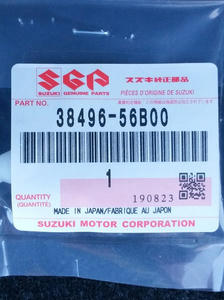 SGP
SUZUKI GENUINE PARTS
スズキ純正部品
PIÈCES D'ORIGINE DE SUZUKI
PART NO.
38496-56B00
1
QUANTITY
(QUANTITÉ)
190823
MADE IN JAPAN/FABRIQUE AU JAPON
SUZUKI MOTOR CORPORATION